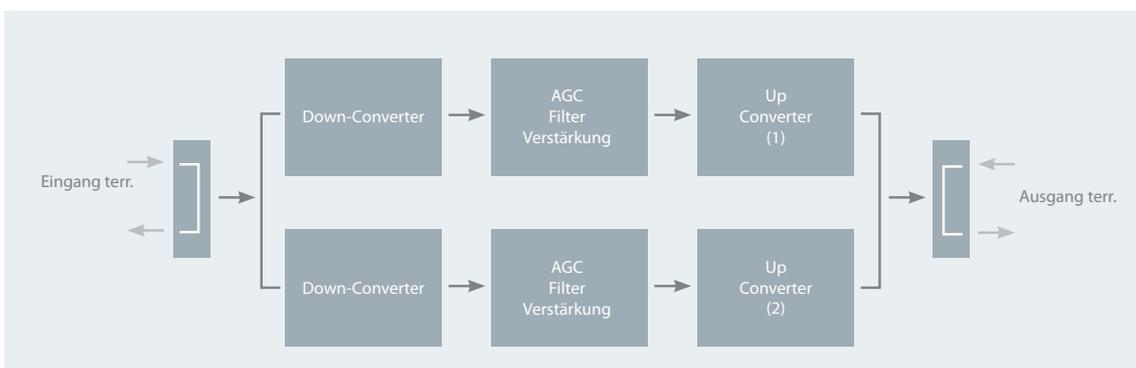 Eingang terr.
Down-Converter
AGC
Filter
Verstärkung
Up
Converter
(1)
Down-Converter
AGC
Filter
Verstärkung
Up
Converter
(2)
Ausgang terr.